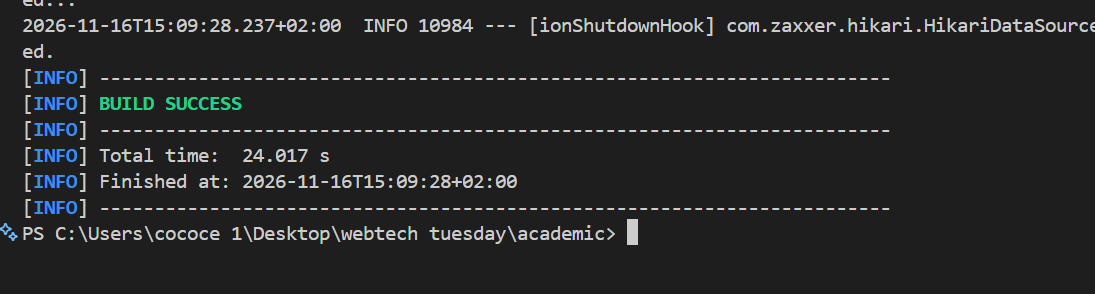 ed...
2026-11-16T15:09:28.237+02:00  INFO 10984 --- [ionShutdownHook] com.zaxxer.hikari.HikariDataSource
ed.
[INFO] ------------------------------------------------------------------------
[INFO] BUILD SUCCESS
[INFO] ------------------------------------------------------------------------
[INFO] Total time:  24.017 s
[INFO] Finished at: 2026-11-16T15:09:28+02:00
[INFO] ------------------------------------------------------------------------
PS C:\Users\cococe 1\Desktop\webtech tuesday\academic>